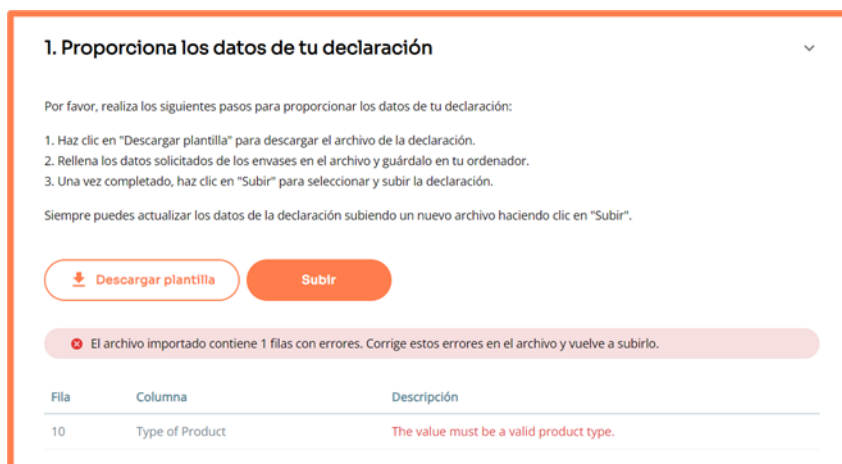 1. Proporciona los datos de tu declaración
Por favor, realiza los siguientes pasos para proporcionar los datos de tu declaración:
1. Haz clic en "Descargar plantilla" para descargar el archivo de la declaración.
2. Rellena los datos solicitados de los envases en el archivo y guárdalo en tu ordenador.
3. Una vez completado, haz clic en "Subir" para seleccionar y subir la declaración.
Siempre puedes actualizar los datos de la declaración subiendo un nuevo archivo haciendo clic en "Subir".
Descargar plantilla Subir
El archivo importado contiene 1 filas con errores. Corrige estos errores en el archivo y vuelve a subirlo.
Fila Columna Descripción
10 Type of Product The value must be a valid product type.